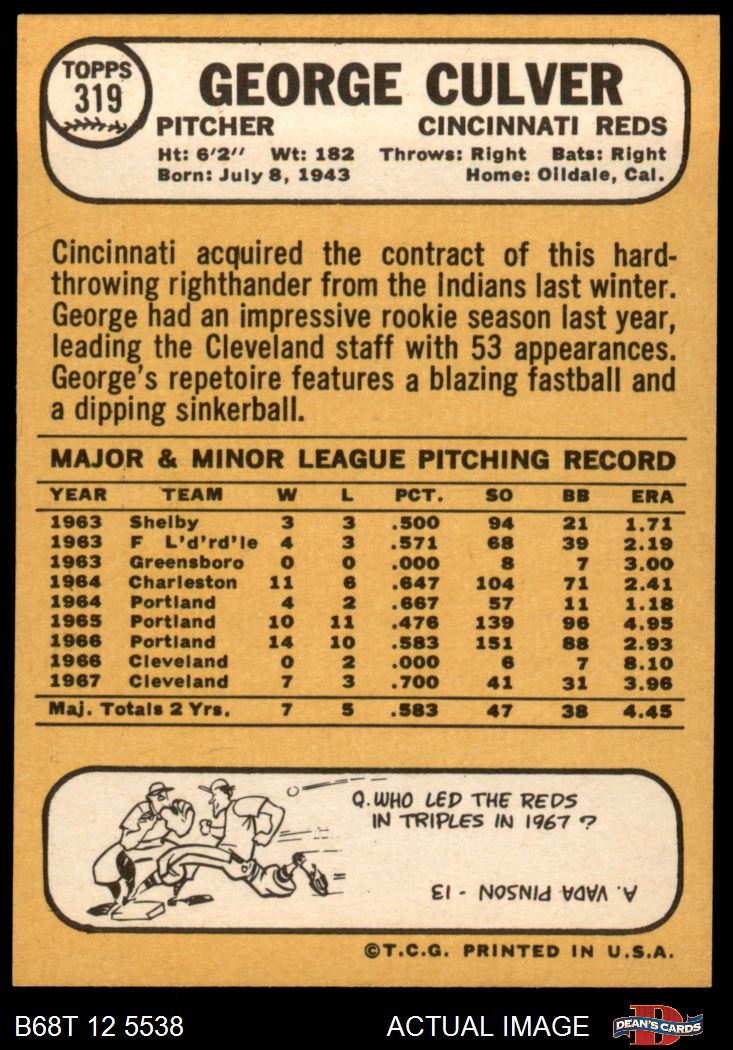 TOPPS
319
GEORGE CULVER
PITCHER CINCINNATI REDS
Ht: 6'2" Wt: 182 Throws: Right Bats: Right
Born: July 8, 1943 Home: Oildale, Cal.
Cincinnati acquired the contract of this hard-
throwing righthander from the Indians last winter.
George had an impressive rookie season last year,
leading the Cleveland staff with 53 appearances.
George's repetoire features a blazing fastball and
a dipping sinkerball.
MAJOR & MINOR LEAGUE PITCHING RECORD
YEAR TEAM W L PCT. SO BB ERA
1963 Shelby 3 3 .500 94 21 1.71
1963 F L'd'rd'le 4 3 .571 68 39 2.19
1963 Greensboro 0 0 .000 8 7 3.00
1964 Charleston 11 6 .647 104 71 2.41
1964 Portland 4 2 .667 57 11 1.18
1965 Portland 10 11 .476 139 96 4.95
1966 Portland 14 10 .583 151 88 2.93
1966 Cleveland 0 2 .000 6 7 8.10
1967 Cleveland 7 3 .700 41 31 3.96
Maj. Totals 2 Yrs. 7 5 .583 47 38 4.45
Q. WHO LED THE REDS
IN TRIPLES IN 1967?
A. VADA PINSON - 13
©T.C.G. PRINTED IN U.S.A.
B68T 12 5538 ACTUAL IMAGE DEAN'S CARDS